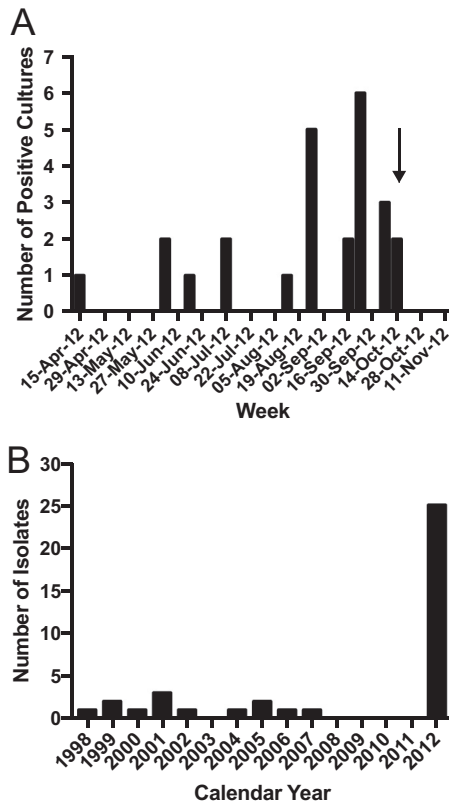 A
Number of Positive Cultures
7
6
5
4
3
2
1
0
15-Apr-12
29-Apr-12
13-May-12
27-May-12
10-Jun-12
24-Jun-12
08-Jul-12
22-Jul-12
05-Aug-12
19-Aug-12
02-Sep-12
16-Sep-12
30-Sep-12
14-Oct-12
28-Oct-12
11-Nov-12
Week
B
Number of Isolates
30
25
20
15
10
5
0
1998
1999
2000
2001
2002
2003
2004
2005
2006
2007
2008
2009
2010
2011
2012
Calendar Year